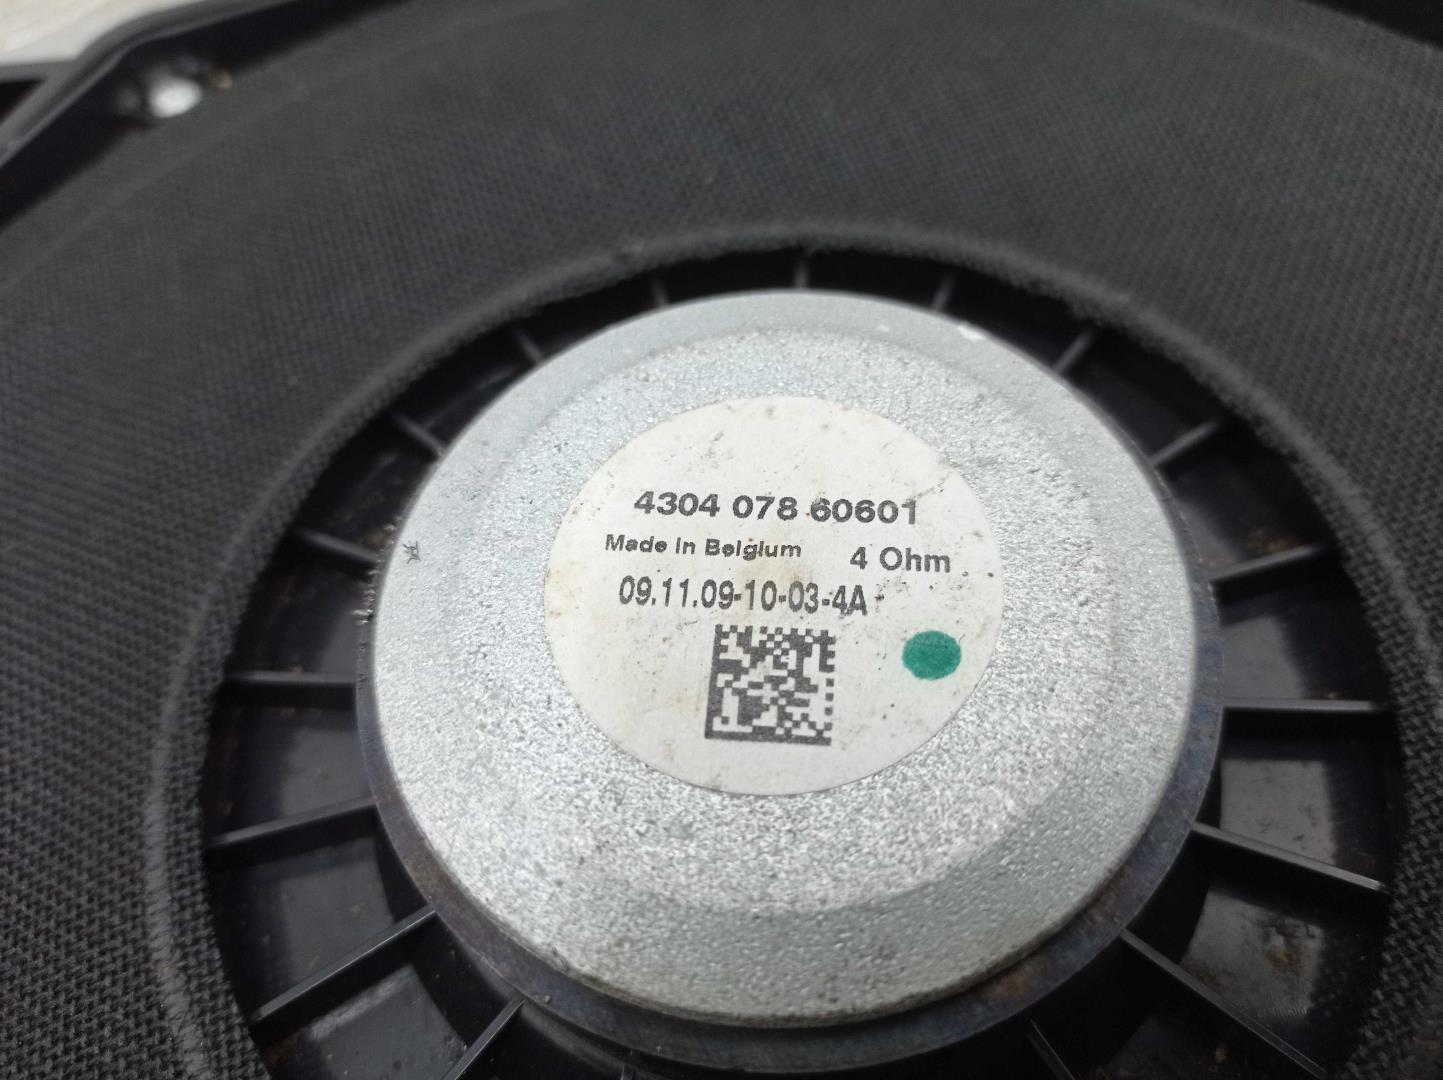 4304 078 60601
Made in Belgium 4 Ohm
09.11.09-10-03-4A